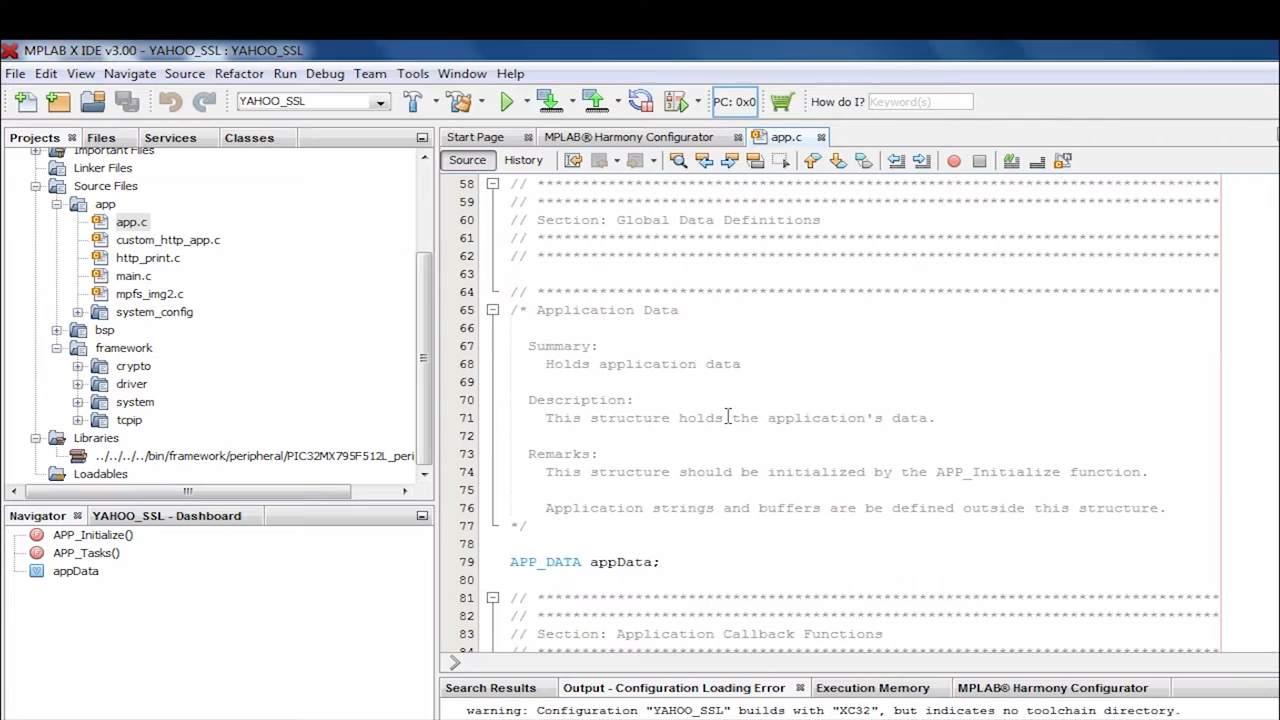 MPLAB X IDE v3.00 - YAHOO_SSL : YAHOO_SSL
File Edit View Navigate Source Refactor Run Debug Team Tools Window Help
YAHOO_SSL PC: 0x0 How do I? Keyword(s)
Projects Files Services Classes
Important Files
Linker Files
Source Files
app
app.c
custom_http_app.c
http_print.c
main.c
mpfs_img2.c
system_config
bsp
framework
crypto
driver
system
tcpip
Libraries
../../../../bin/framework/peripheral/PIC32MX795F512L_peri
Loadables
Navigator YAHOO_SSL - Dashboard
APP_Initialize()
APP_Tasks()
appData
Start Page MPLAB® Harmony Configurator app.c
Source History
58 // *****************************************************************************
59 // *****************************************************************************
60 // Section: Global Data Definitions
61 // *****************************************************************************
62 // *****************************************************************************
63
64 // *****************************************************************************
65 /* Application Data
66
67 Summary:
68 Holds application data
69
70 Description:
71 This structure holds the application's data.
72
73 Remarks:
74 This structure should be initialized by the APP_Initialize function.
75
76 Application strings and buffers are be defined outside this structure.
77 */
78
79 APP_DATA appData;
80
81 // *****************************************************************************
82 // *****************************************************************************
83 // Section: Application Callback Functions
84 // *****************************************************************************
Search Results Output - Configuration Loading Error Execution Memory MPLAB® Harmony Configurator
warning: Configuration "YAHOO_SSL" builds with "XC32", but indicates no toolchain directory.